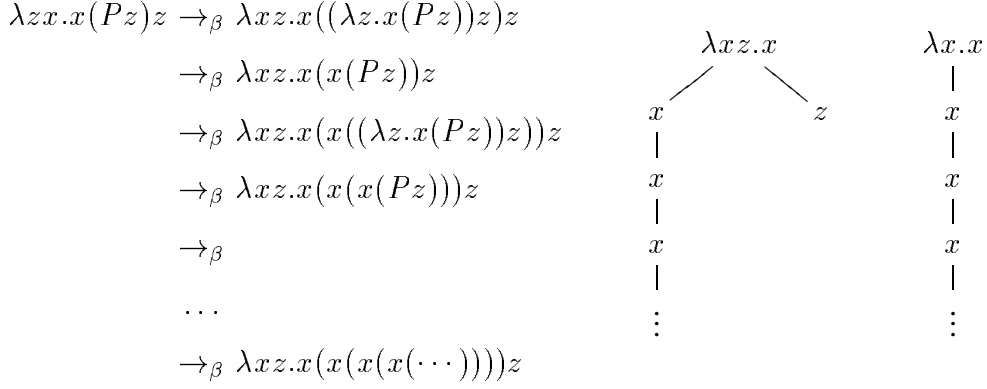 λzx.x(Pz)z →β λxz.x((λz.x(Pz))z)z
→β λxz.x(x(Pz))z
→β λxz.x(x((λz.x(Pz))z))z
→β λxz.x(x(x(Pz)))z
→β
...
→β λxz.x(x(x(x(···))))z
λxz.x
x z
x
x
⋮
λx.x
x
x
x
⋮